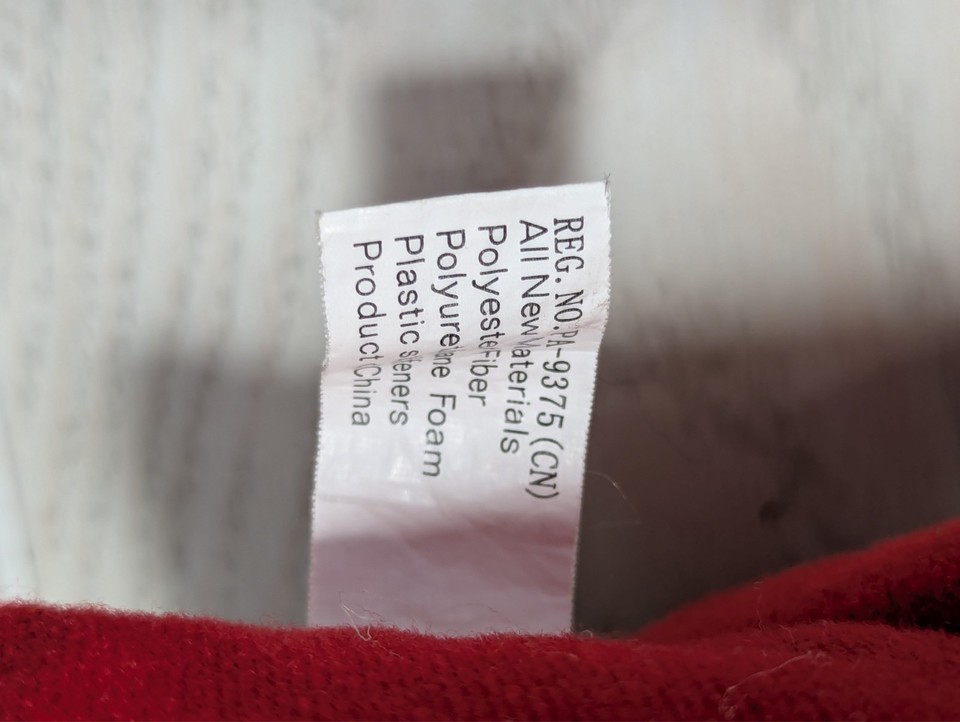 REG. NO. PA-9375 (CN)
All New Materials
Polyester Fiber
Polyurethane Foam
Plastic
Product China